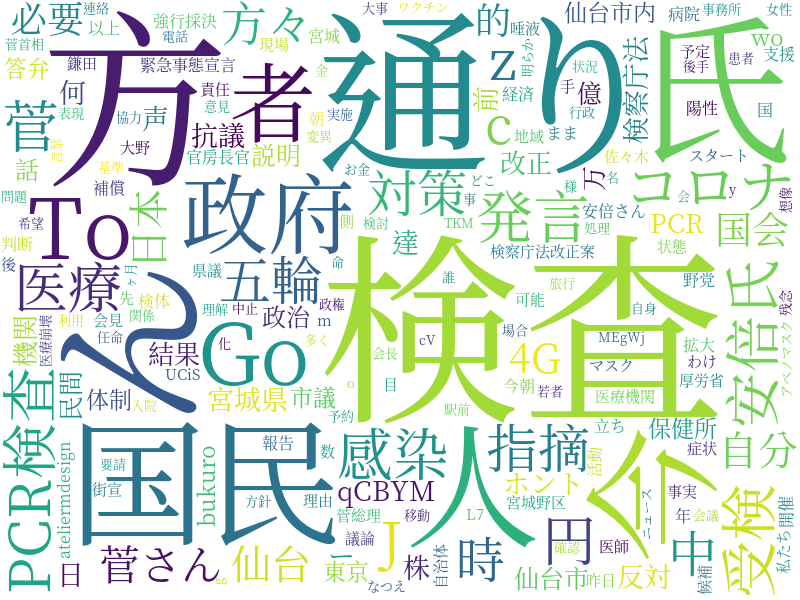 必要
方々
的
仙台市内
病院
事務所
女性
大事
ワクチン
連絡
以上
強行採決
電話
菅首相
宮城
現場
鎌田
緊急事態宣言
答弁
何
声
責任
金
表現
協力
意見
実施
朝
大野
官房長官
変異
言葉
基準
説明
話
補償
抗議
菅
者
方
通り
氏
z
c
前
億
唾液
明らか
状況
手
経済
行政
地域
まま
改正
万
検察庁法
wo
支援
予定
後手
患者
陽性
国
佐々木
スタート
名
問題
希望
判断
後
日本
To
政府
対策
発言
コロナ
どこ
お金
様
側
事
検討
TKM
命
達
安倍さん
処理
検察庁法改正案
PCR
国会
会
y
想像
状態
野党
ヶ月
先
検体
県議
医療
五輪
理解
中止
政権
関係
会見
任命
利用
機関
医療崩壊
政治
m
多く
化
誰
旅行
可能
自身
残念
結果
UCiS
ん
Go
検査
cV
場合
MEgWj
拡大
わけ
安倍氏
アベノマスク
マスク
厚労省
民間
体制
入院
宮城県
市議
会長
o
目
4G
今朝
若者
医療機関
予約
駅前
立ち
保健所
自分
PCR検査
ateliermdesign
要請
街宣
bukuro
国民
報告
数
感染
人
指摘
今
活動
症状
受検
方針
理由
qCBYM
ホント
宮城野区
ニュース
事実
私たち
開催
菅総理
移動
L7
年
会議
日
菅さん
仙台
ー
東京
議論
自治体
J
株
時
円
中
確認
医師
仙台市
昨日
反対
候補
なつえ